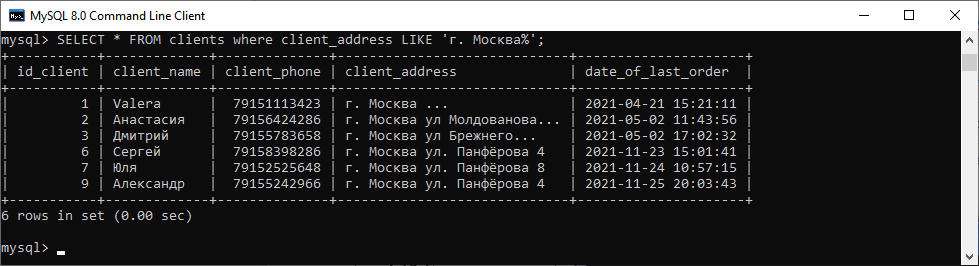 MySQL 8.0 Command Line Client
mysql> SELECT * FROM clients where client_address LIKE 'г. Москва%';
+-----------+-------------+--------------+-----------------------------+---------------------+
| id_client | client_name | client_phone | client_address              | date_of_last_order  |
+-----------+-------------+--------------+-----------------------------+---------------------+
|         1 | Valera      |  79151113423 | г. Москва ...               | 2021-04-21 15:21:11 |
|         2 | Анастасия   |  79156424286 | г. Москва ул Молдованова... | 2021-05-02 11:43:56 |
|         3 | Дмитрий     |  79155783658 | г. Москва ул Брежнего...    | 2021-05-02 17:02:32 |
|         6 | Сергей      |  79158398286 | г. Москва ул. Панфёрова 4   | 2021-11-23 15:01:41 |
|         7 | Юля         |  79152525648 | г. Москва ул. Панфёрова 8   | 2021-11-24 10:57:15 |
|         9 | Александр   |  79155242966 | г. Москва ул. Панфёрова 4   | 2021-11-25 20:03:43 |
+-----------+-------------+--------------+-----------------------------+---------------------+
6 rows in set (0.00 sec)
mysql>